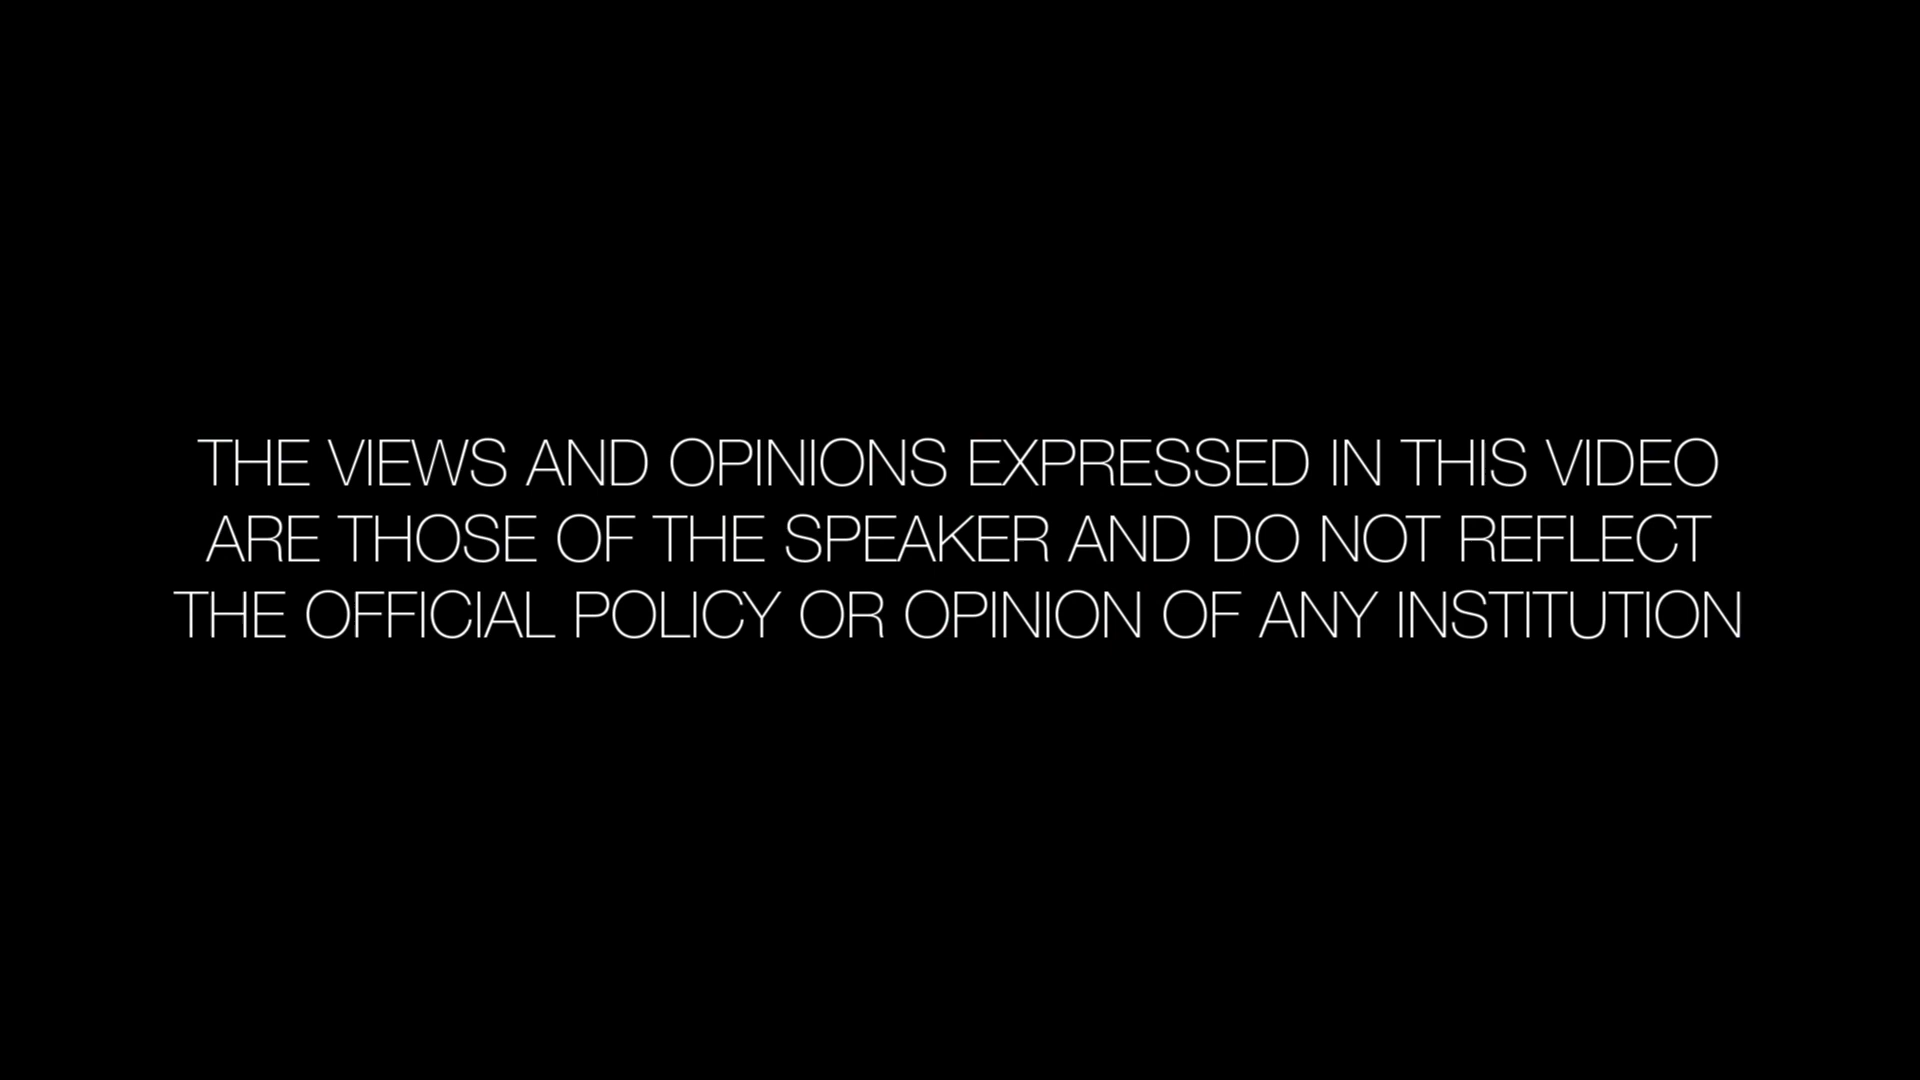 THE VIEWS AND OPINIONS EXPRESSED IN THIS VIDEO
ARE THOSE OF THE SPEAKER AND DO NOT REFLECT
THE OFFICIAL POLICY OR OPINION OF ANY INSTITUTION